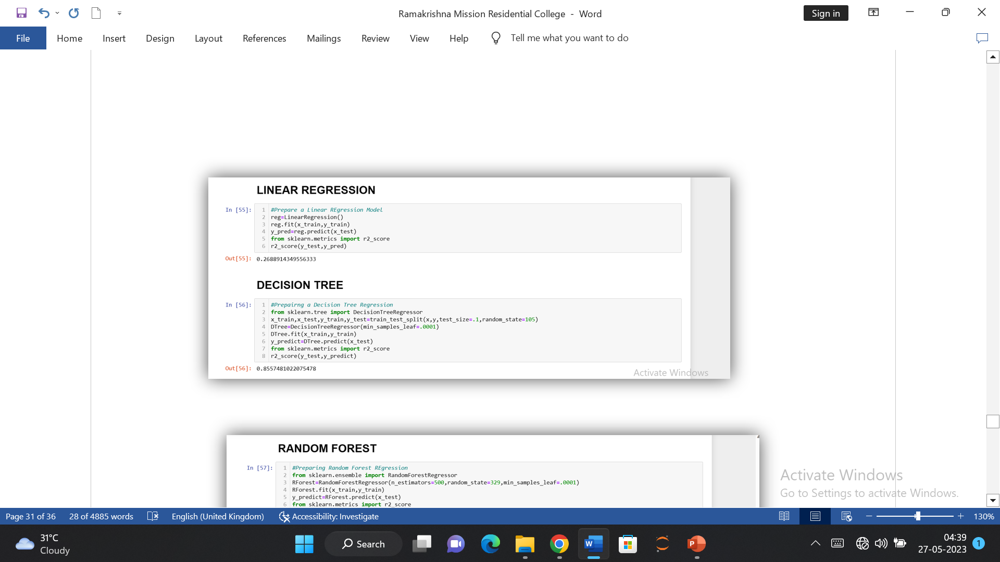 Ramakrishna Mission Residential College - Word
Sign in
File Home Insert Design Layout References Mailings Review View Help Tell me what you want to do
LINEAR REGRESSION
In [55]:
1 #Prepare a Linear REgression Model
2 reg=LinearRegression()
3 reg.fit(x_train,y_train)
4 y_pred=reg.predict(x_test)
5 from sklearn.metrics import r2_score
6 r2_score(y_test,y_pred)
Out[55]: 0.2688914349556333
DECISION TREE
In [56]:
1 #Prepairng a Decision Tree Regression
2 from sklearn.tree import DecisionTreeRegressor
3 x_train,x_test,y_train,y_test=train_test_split(x,y,test_size=.1,random_state=105)
4 DTree=DecisionTreeRegressor(min_samples_leaf=.0001)
5 DTree.fit(x_train,y_train)
6 y_predict=DTree.predict(x_test)
7 from sklearn.metrics import r2_score
8 r2_score(y_test,y_predict)
Out[56]: 0.8557481022075478
Activate Windows
RANDOM FOREST
In [57]:
1 #Preparing Random Forest REgression
2 from sklearn.ensemble import RandomForestRegressor
3 RForest=RandomForestRegressor(n_estimators=500,random_state=329,min_samples_leaf=.0001)
4 RForest.fit(x_train,y_train)
5 y_predict=RForest.predict(x_test)
6 from sklearn.metrics import r2_score
Activate Windows
Go to Settings to activate Windows.
Page 31 of 36 28 of 4885 words English (United Kingdom) Accessibility: Investigate 130%
31°C
Cloudy
Search
04:39
27-05-2023
1